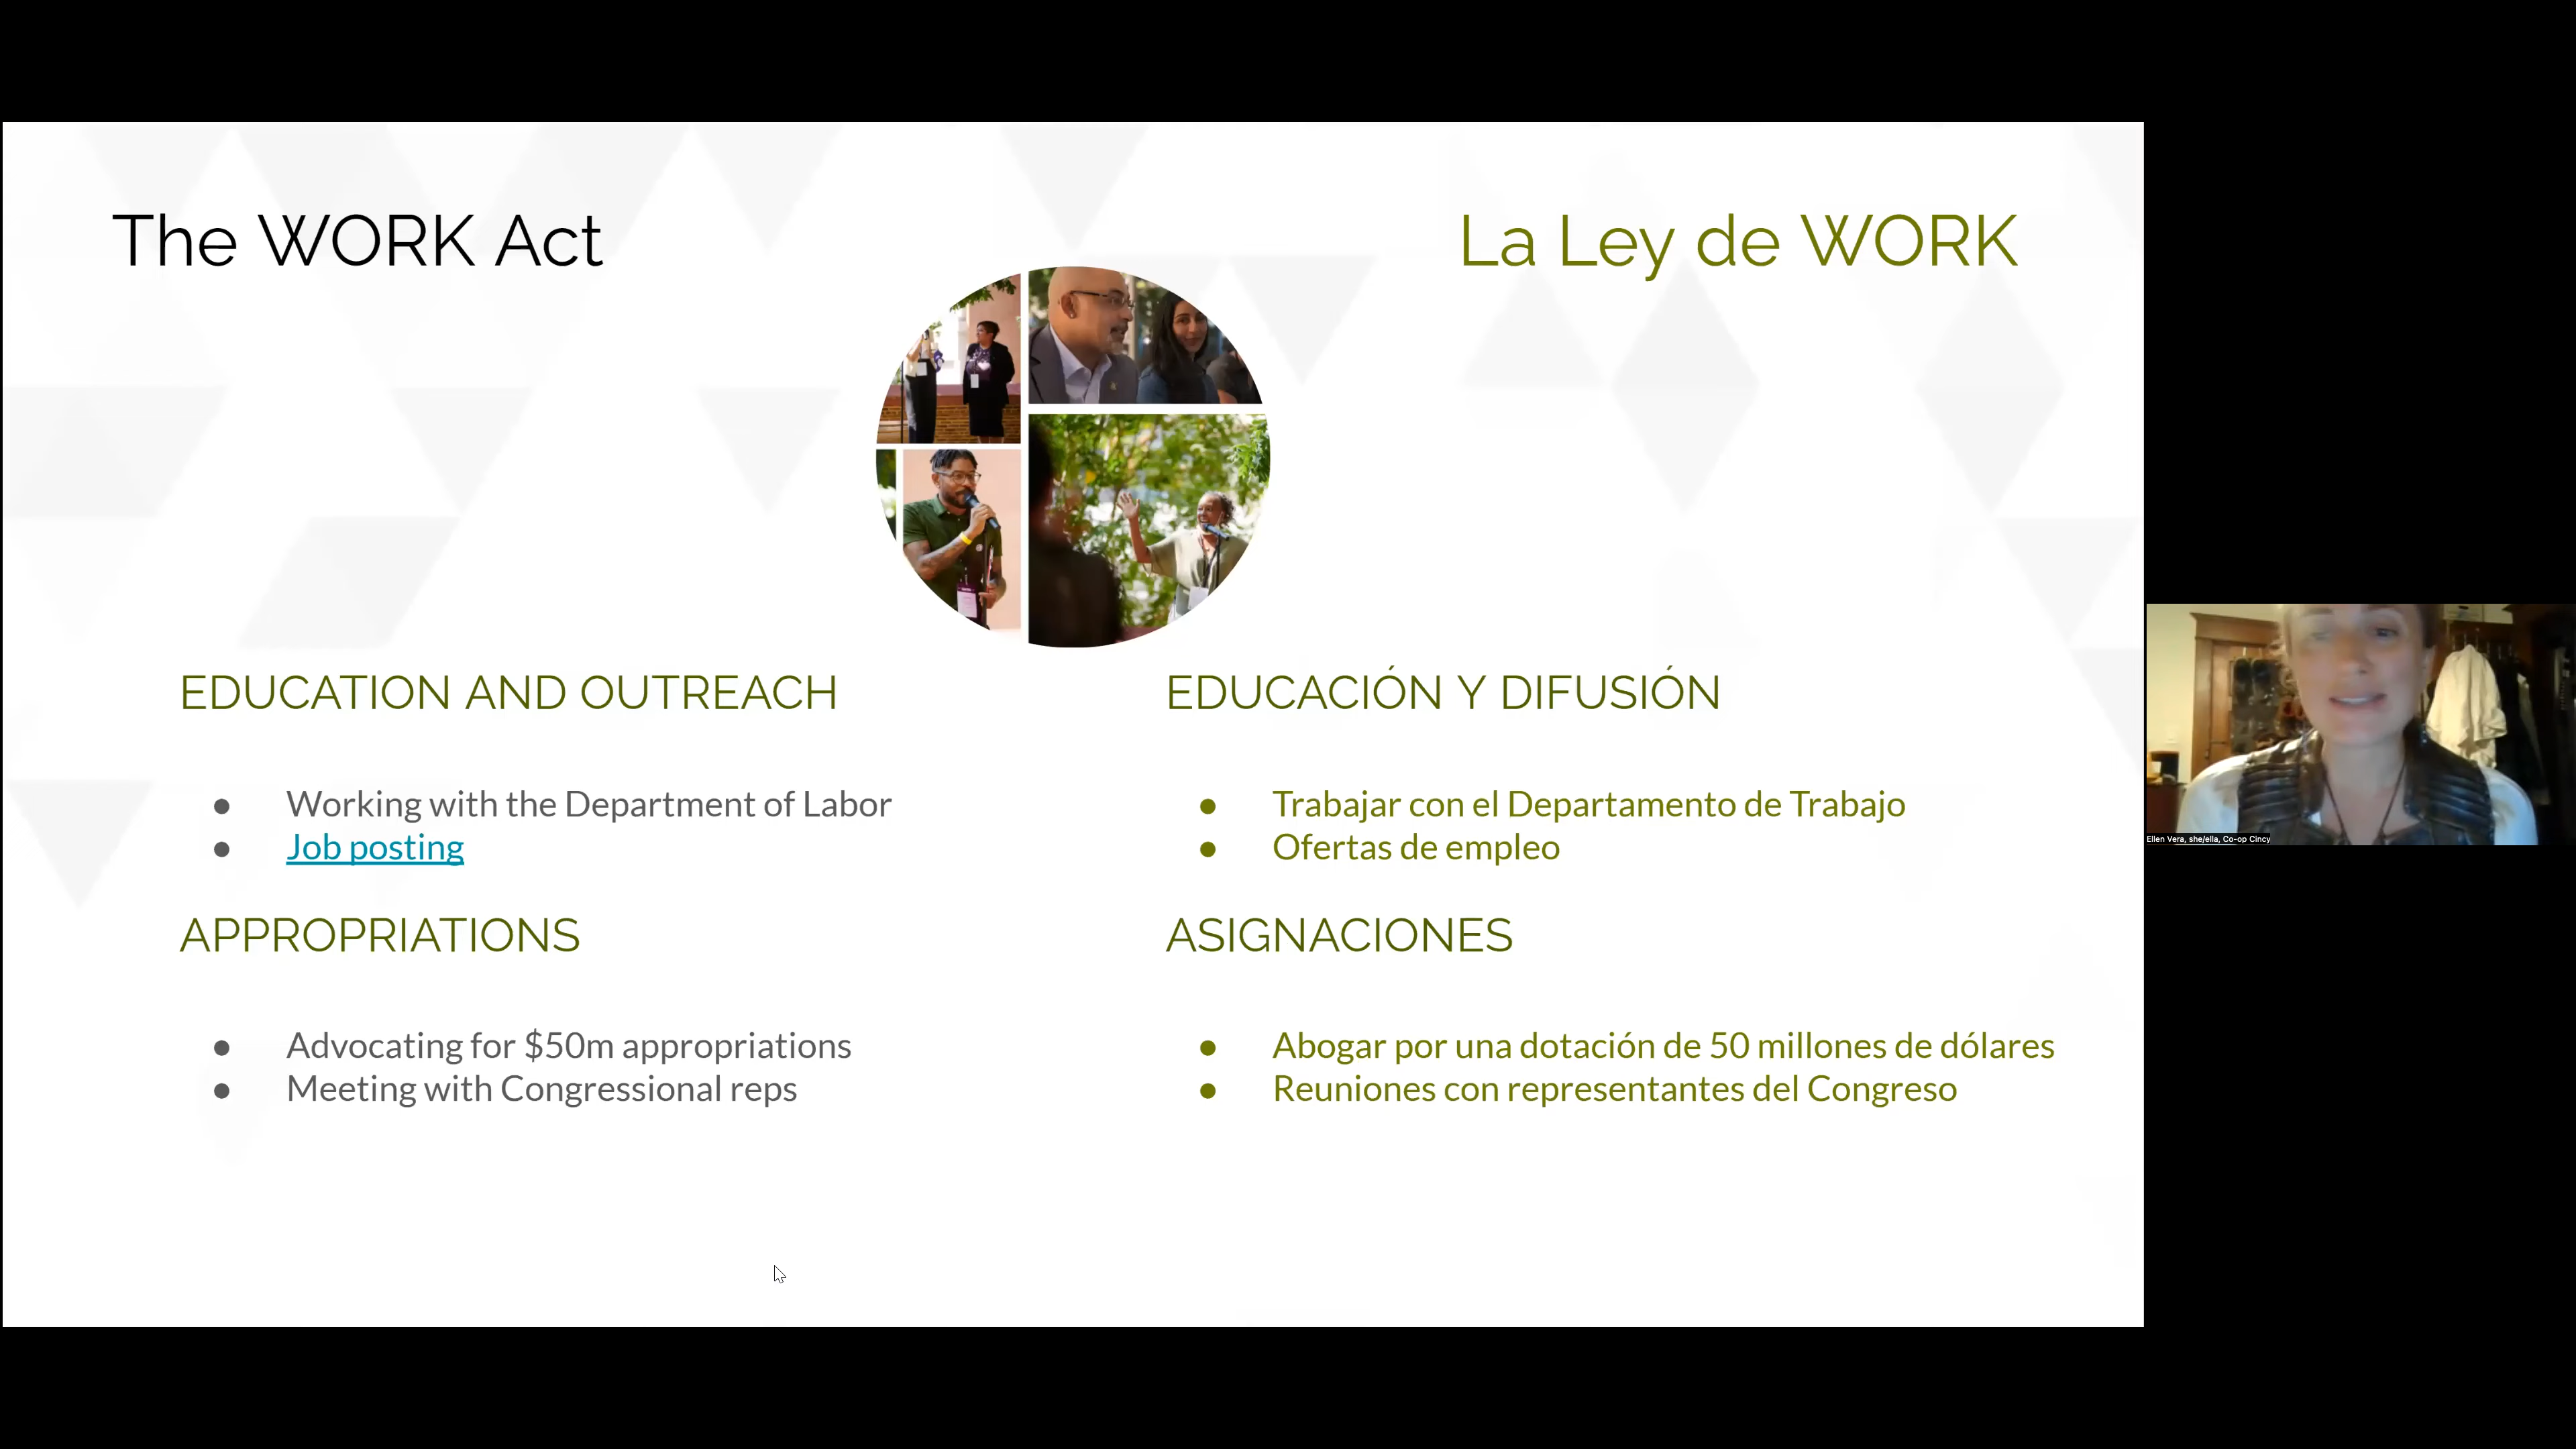 The WORK Act
La Ley de WORK
EDUCATION AND OUTREACH
● Working with the Department of Labor
● Job posting
APPROPRIATIONS
● Advocating for $50m appropriations
● Meeting with Congressional reps
EDUCACIÓN Y DIFUSIÓN
● Trabajar con el Departamento de Trabajo
● Ofertas de empleo
ASIGNACIONES
● Abogar por una dotación de 50 millones de dólares
● Reuniones con representantes del Congreso
Ellen Vera, she/ella, Co-op Cincy